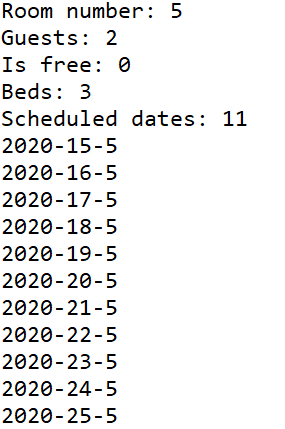 Room number: 5
Guests: 2
Is free: 0
Beds: 3
Scheduled dates: 11
2020-15-5
2020-16-5
2020-17-5
2020-18-5
2020-19-5
2020-20-5
2020-21-5
2020-22-5
2020-23-5
2020-24-5
2020-25-5